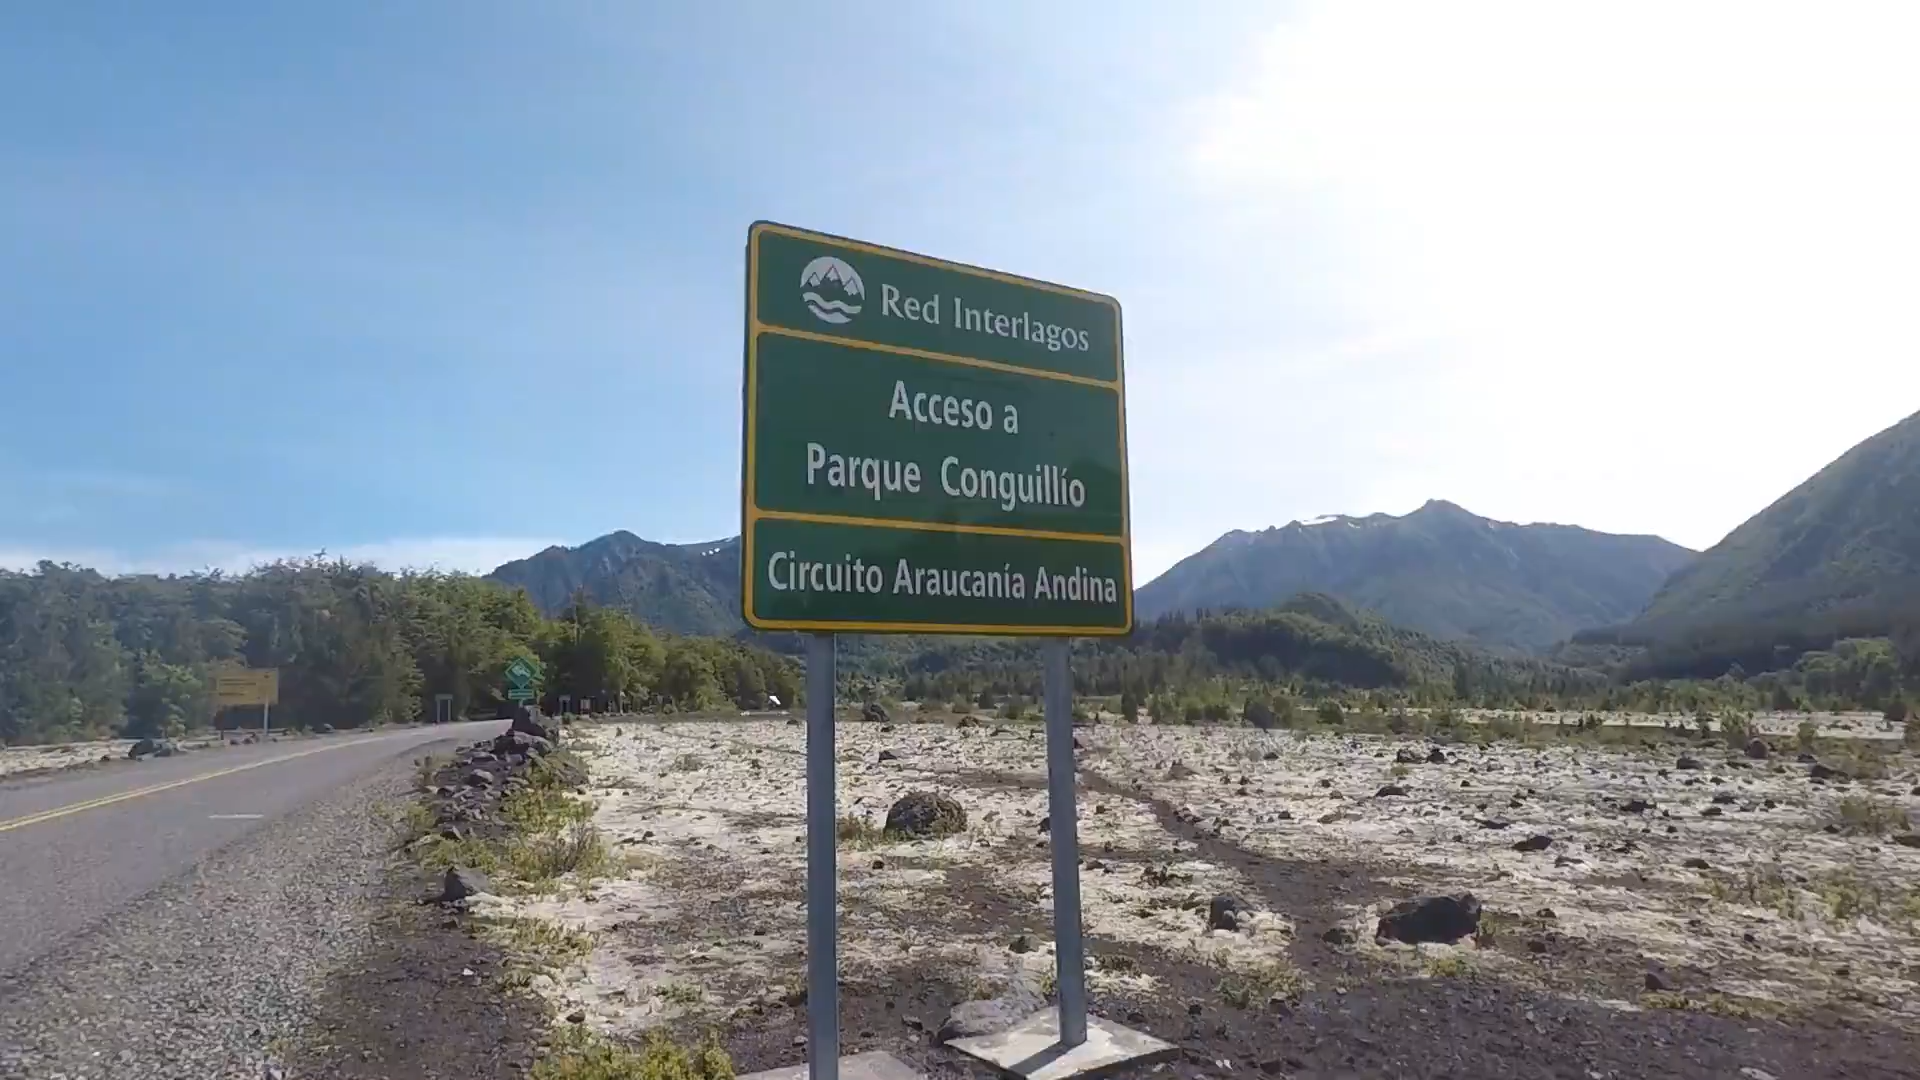 Red Interlagos
Acceso a
Parque Conguillío
Circuito Araucanía Andina